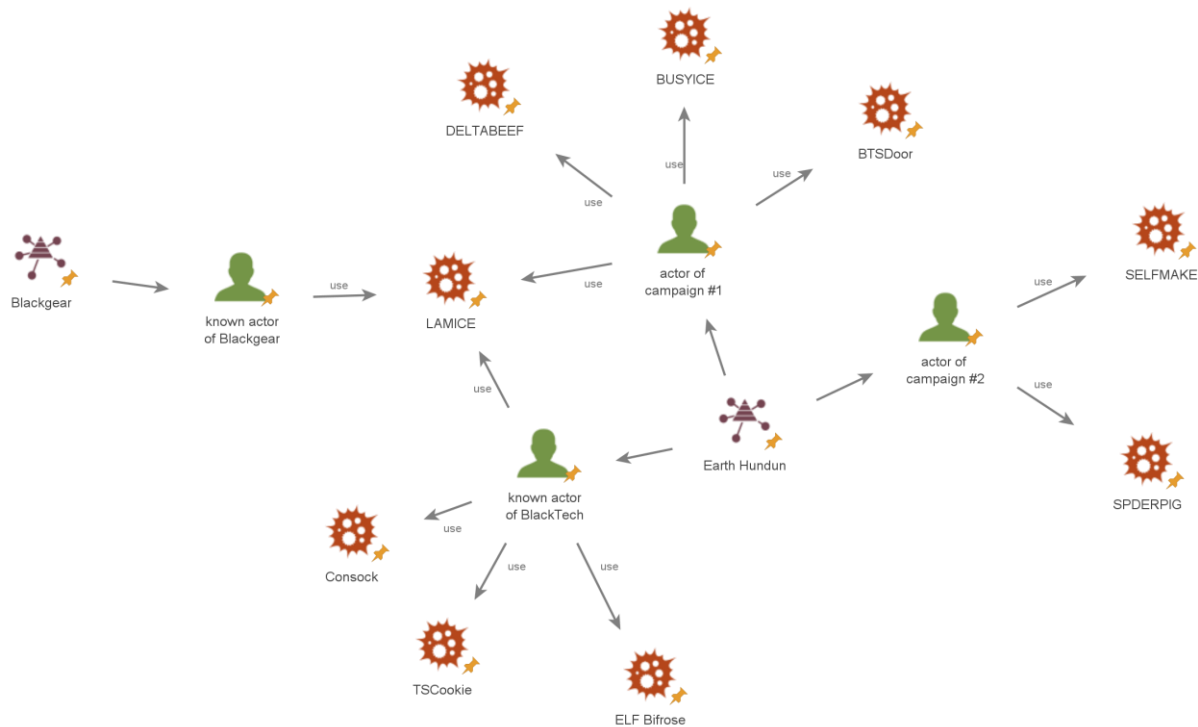 BUSYICE
DELTABEEF
BTSDoor
use
use
use
SELFMAKE
actor of
campaign #1
use
use
Blackgear
known actor
of Blackgear
use
LAMICE
actor of
campaign #2
use
use
Earth Hundun
known actor
of BlackTech
SPDERPIG
use
Consock
use
use
TSCookie
ELF Bifrose